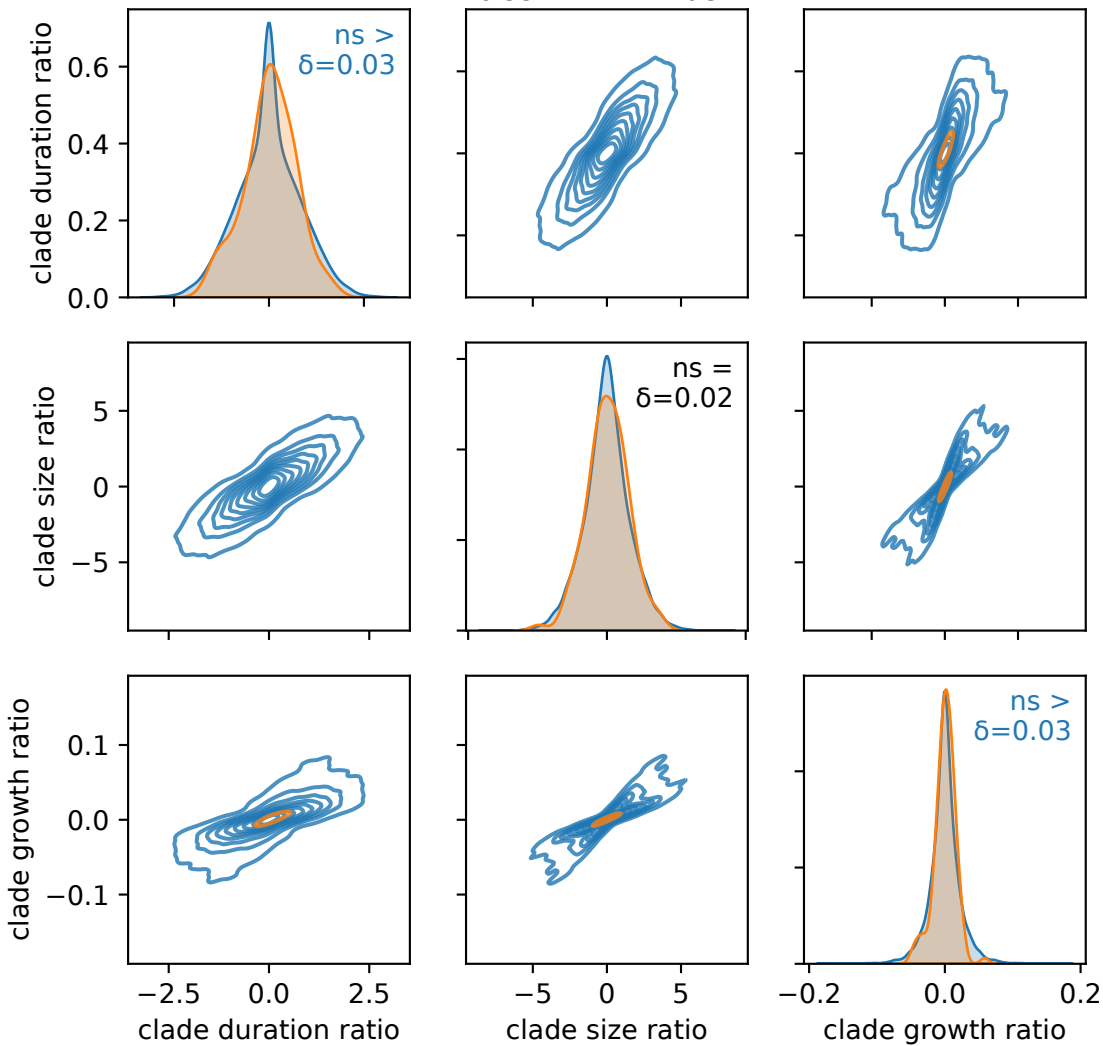 clade duration ratio
0.6
0.4
0.2
0.0
ns >
δ=0.03
clade size ratio
5
0
−5
ns =
δ=0.02
clade growth ratio
0.1
0.0
−0.1
ns >
δ=0.03
−2.5 0.0 2.5
−5 0 5
−0.2 0.0 0.2
clade duration ratio
clade size ratio
clade growth ratio